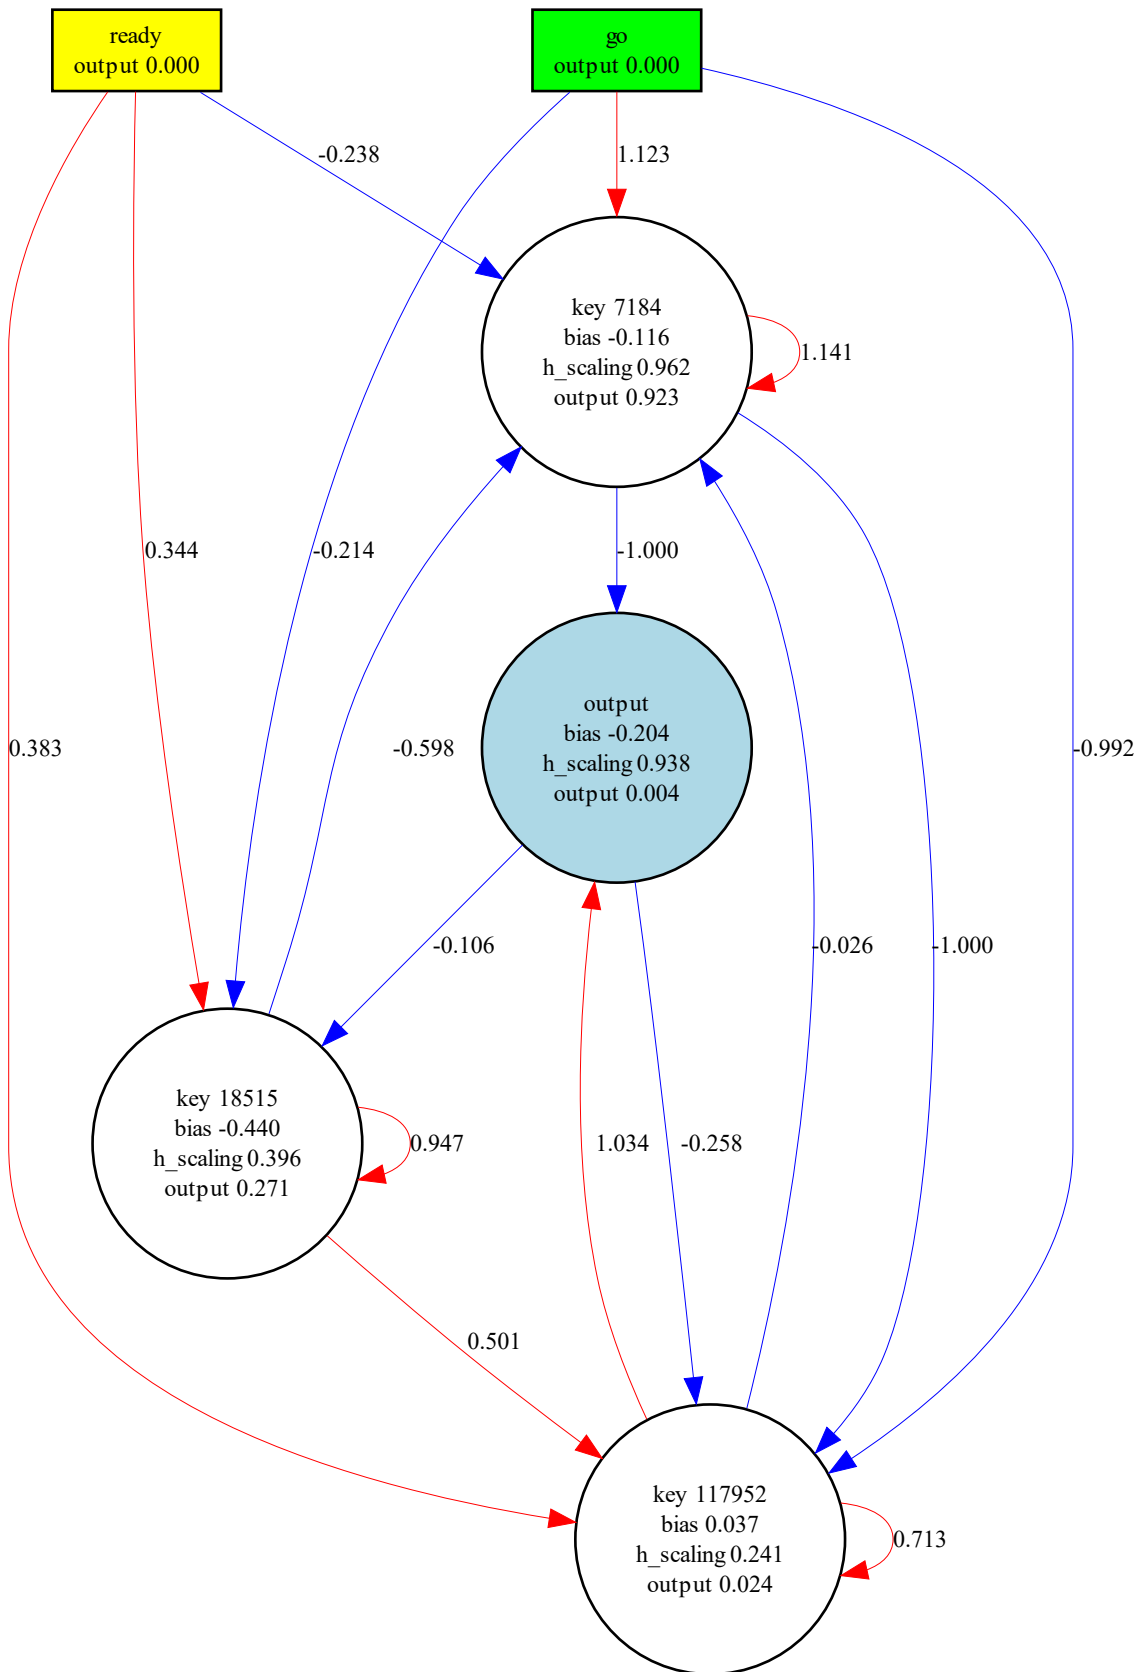 ready
output 0.000
go
output 0.000
-0.238
1.123
key 7184
bias -0.116
h_scaling 0.962
output 0.923
1.141
0.344
-0.214
-1.000
output
bias -0.204
h_scaling 0.938
output 0.004
0.383
-0.598
-0.992
-0.106
-0.026
-1.000
key 18515
bias -0.440
h_scaling 0.396
output 0.271
0.947
1.034
-0.258
0.501
key 117952
bias 0.037
h_scaling 0.241
output 0.024
0.713